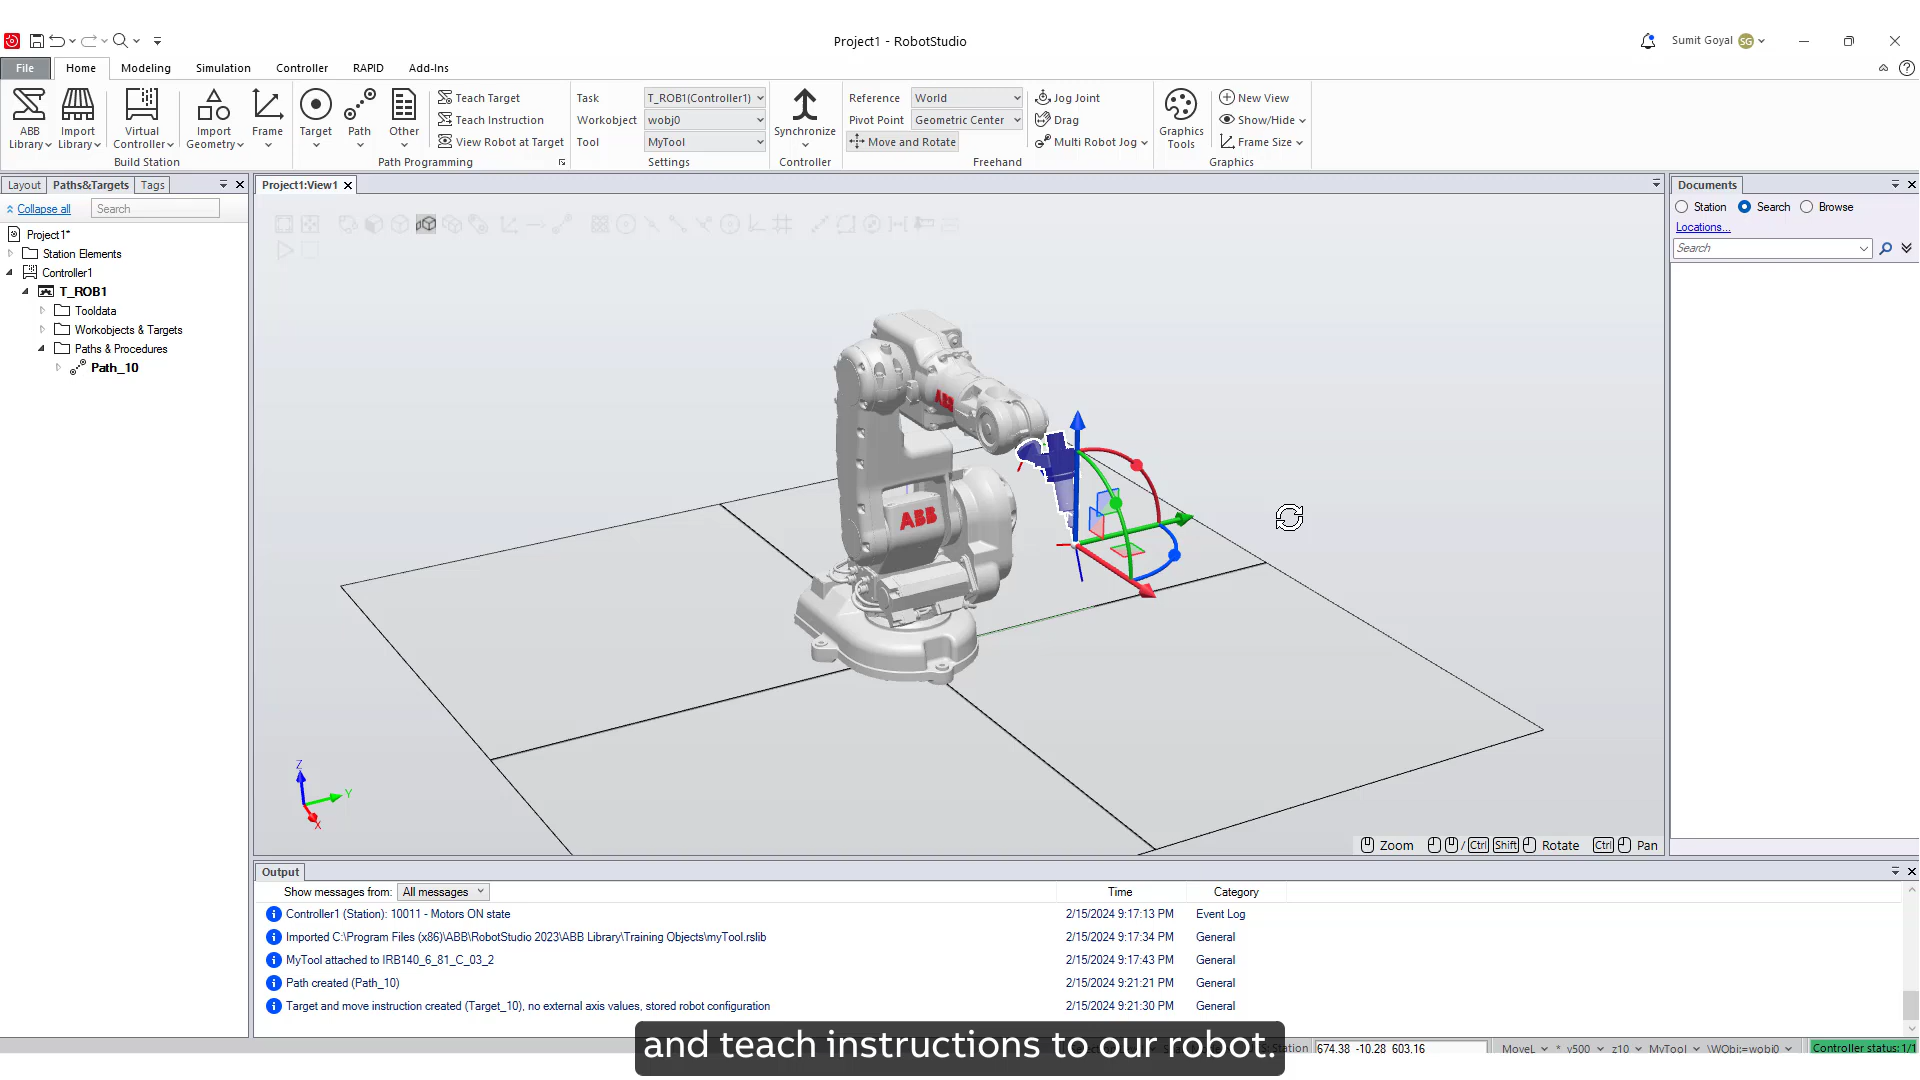 Project1 - RobotStudio
Sumit Goyal SG
File Home Modeling Simulation Controller RAPID Add-Ins
ABB Library
Import Library
Virtual Controller
Import Geometry
Frame
Build Station
Target
Path
Other
Teach Target
Teach Instruction
View Robot at Target
Path Programming
Task T_ROB1(Controller1)
Workobject wobj0
Tool MyTool
Settings
Synchronize
Controller
Reference World
Pivot Point Geometric Center
Move and Rotate
Jog Joint
Drag
Multi Robot Jog
Freehand
Graphics Tools
New View
Show/Hide
Frame Size
Graphics
Layout Paths&Targets Tags
Collapse all Search
Project1*
Station Elements
Controller1
T_ROB1
Tooldata
Workobjects & Targets
Paths & Procedures
Path_10
Project1:View1
ABB
ABB
Z
Y
X
Zoom / Ctrl Shift Rotate Ctrl Pan
Documents
Station Search Browse
Locations...
Search
Output
Show messages from: All messages Time Category
Controller1 (Station): 10011 - Motors ON state 2/15/2024 9:17:13 PM Event Log
Imported C:\Program Files (x86)\ABB\RobotStudio 2023\ABB Library\Training Objects\myTool.rslib 2/15/2024 9:17:34 PM General
MyTool attached to IRB140_6_81_C_03_2 2/15/2024 9:17:43 PM General
Path created (Path_10) 2/15/2024 9:21:21 PM General
Target and move instruction created (Target_10), no external axis values, stored robot configuration 2/15/2024 9:21:30 PM General
and teach instructions to our robot.
Station 674.38 -10.28 603.16 MoveL * v500 z10 MyTool \WObj:=wobj0 Controller status: 1/1